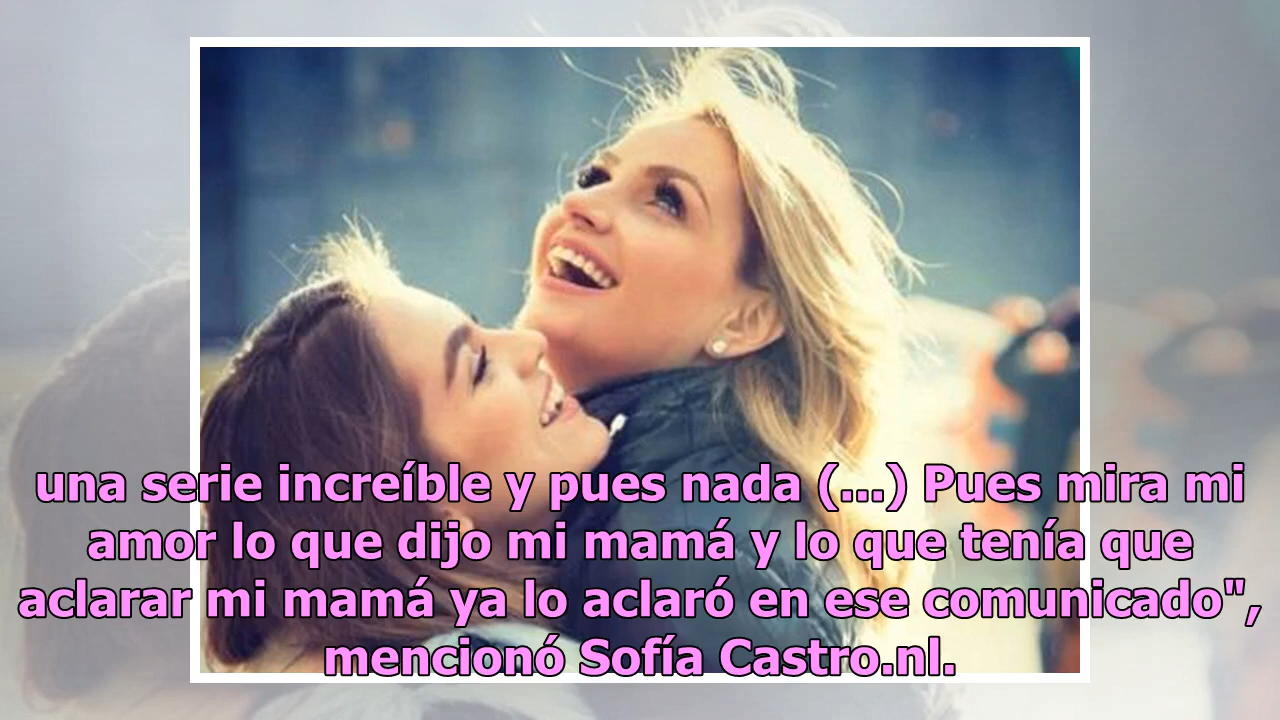 una serie increíble y pues nada (...) Pues mira mi
amor lo que dijo mi mamá y lo que tenía que
aclarar mi mamá ya lo aclaró en ese comunicado",
mencionó Sofía Castro.nl.